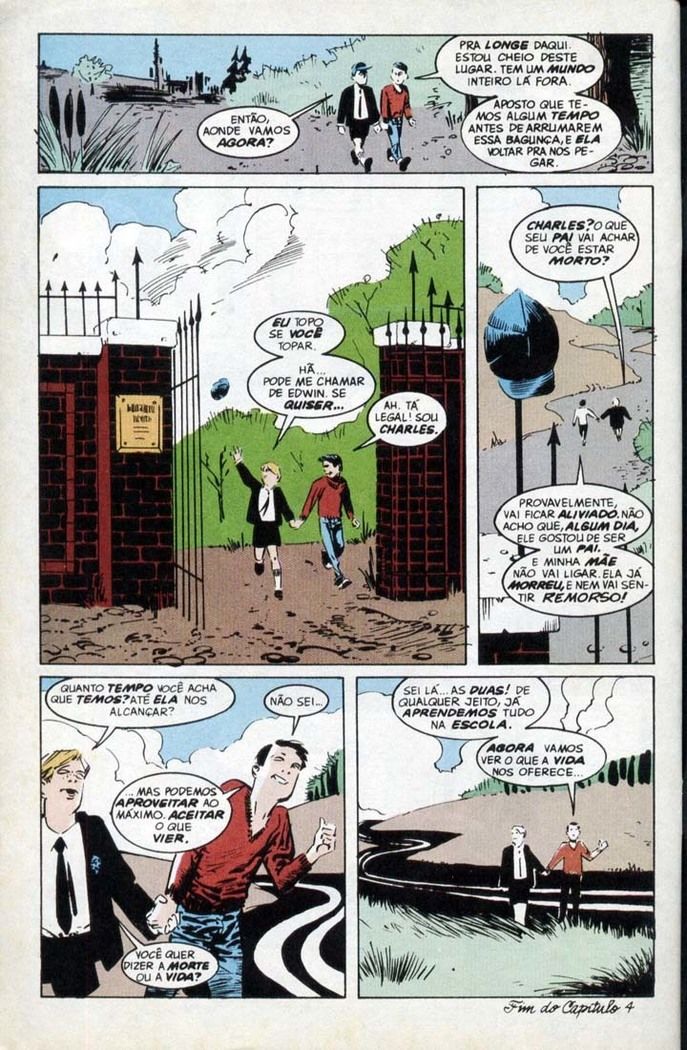 PRA LONGE DAQUI.
ESTOU CHEIO DESTE
LUGAR. TEM UM MUNDO
INTEIRO LÁ FORA.
ENTÃO,
AONDE VAMOS
AGORA?
APOSTO QUE TE-
MOS ALGUM TEMPO
ANTES DE ARRUMAREM
ESSA BAGUNÇA, E ELA
VOLTAR PRA NOS PE-
GAR.
EU TOPO
SE VOCÊ
TOPAR.
HÃ...
PODE ME CHAMAR
DE EDWIN. SE
QUISER...
AH. TÁ
LEGAL! SOU
CHARLES.
CHARLES? O QUE
SEU PAI VAI ACHAR
DE VOCÊ ESTAR
MORTO?
PROVAVELMENTE,
VAI FICAR ALIVIADO. NÃO
ACHO QUE, ALGUM DIA,
ELE GOSTOU DE SER
UM PAI.
E MINHA MÃE
NÃO VAI LIGAR. ELA JÁ
MORREU, E NEM VAI SEN-
TIR REMORSO!
QUANTO TEMPO VOCÊ ACHA
QUE TEMOS? ATÉ ELA NOS
ALCANÇAR?
NÃO SEI...
...MAS PODEMOS
APROVEITAR AO
MÁXIMO. ACEITAR
O QUE
VIER.
VOCÊ QUER
DIZER A MORTE
OU A VIDA?
SEI LÁ... AS DUAS! DE
QUALQUER JEITO, JÁ
APRENDEMOS TUDO
NA ESCOLA.
AGORA VAMOS
VER O QUE A VIDA
NOS OFERECE...
Fim do Capítulo 4